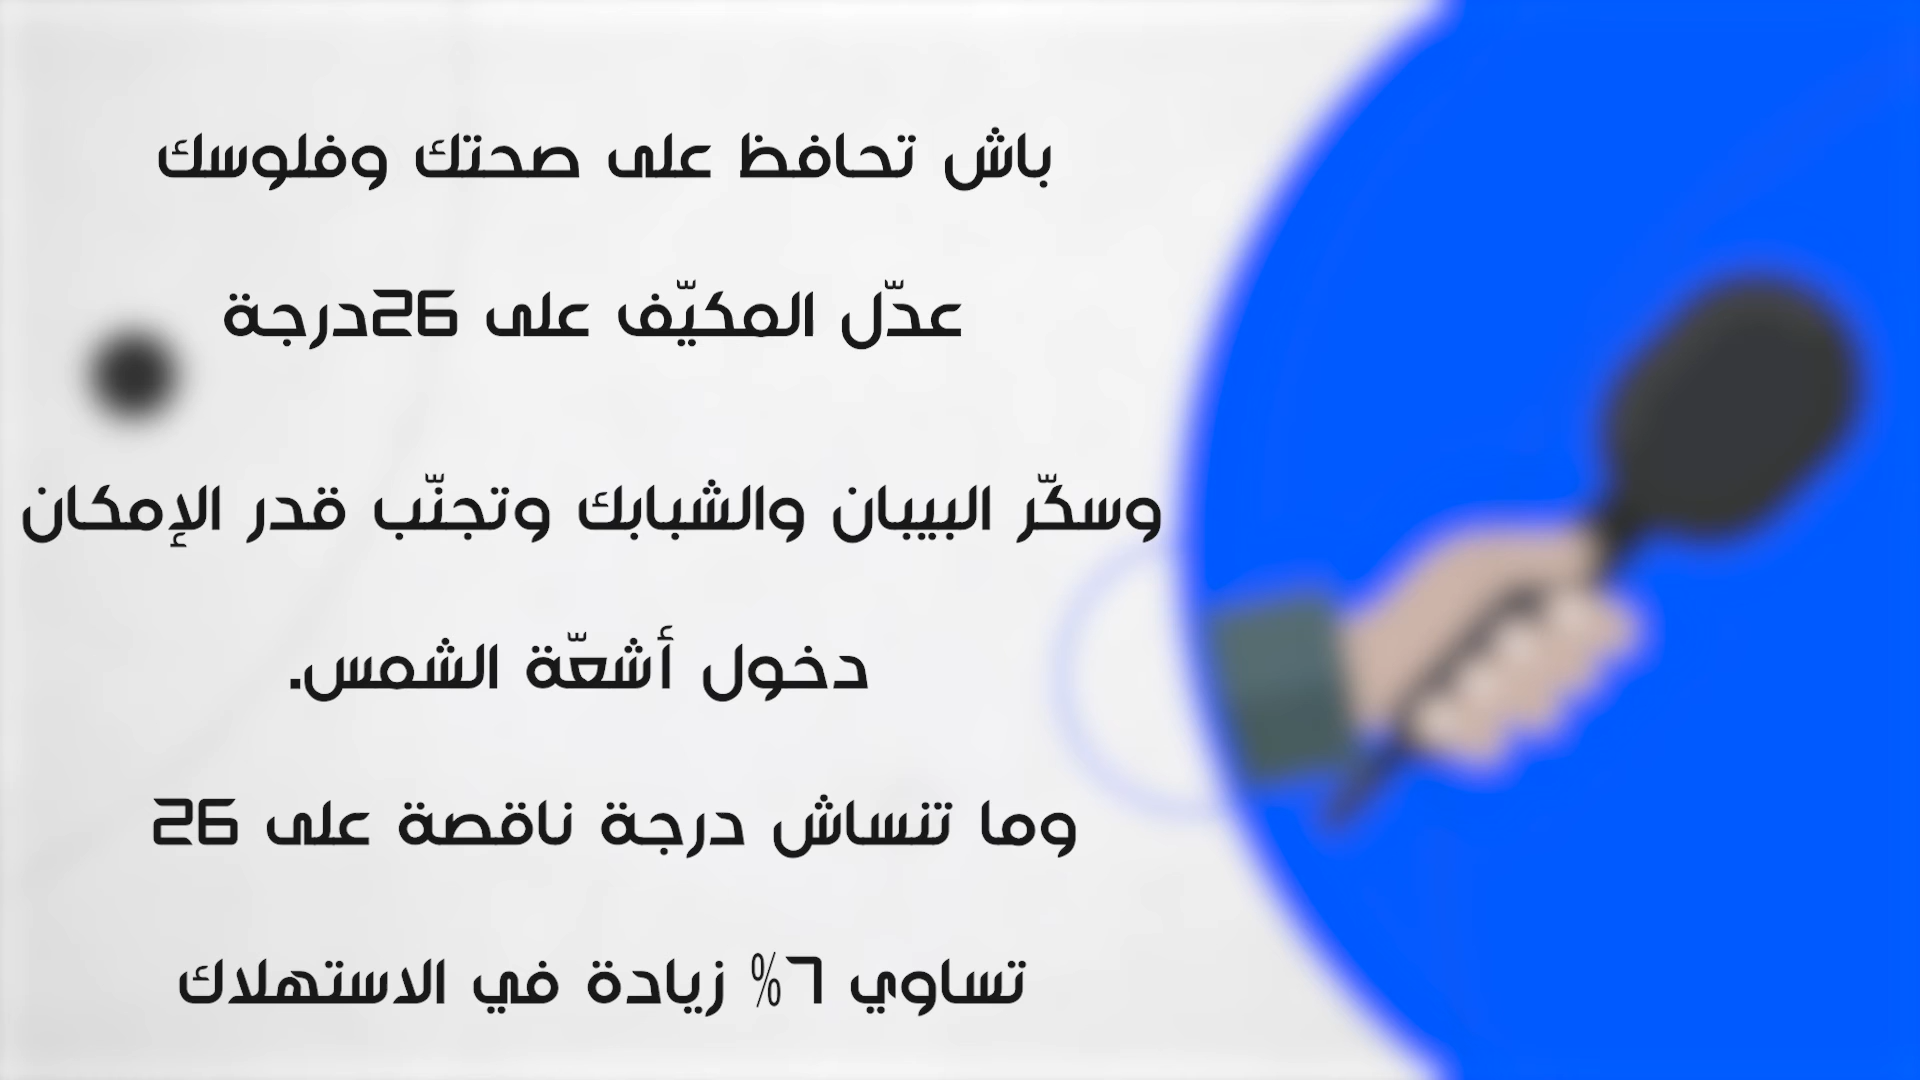 باش تحافظ على صحتك وفلوسك
عدّل المكيّف على 26درجة
وسكّر البيبان والشبابك وتجنّب قدر الإمكان
دخول أشعّة الشمس.
وما تنساش درجة ناقصة على 26
تساوي 7% زيادة في الاستهلاك